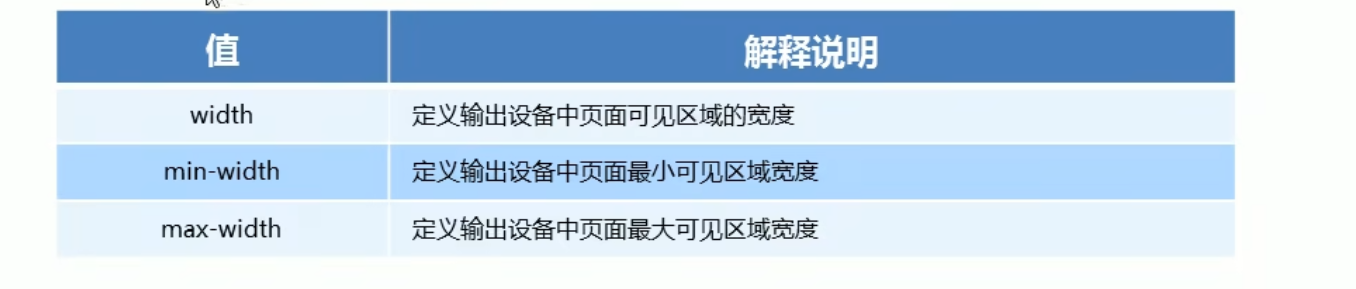 值 解释说明
width 定义输出设备中页面可见区域的宽度
min-width 定义输出设备中页面最小可见区域宽度
max-width 定义输出设备中页面最大可见区域宽度